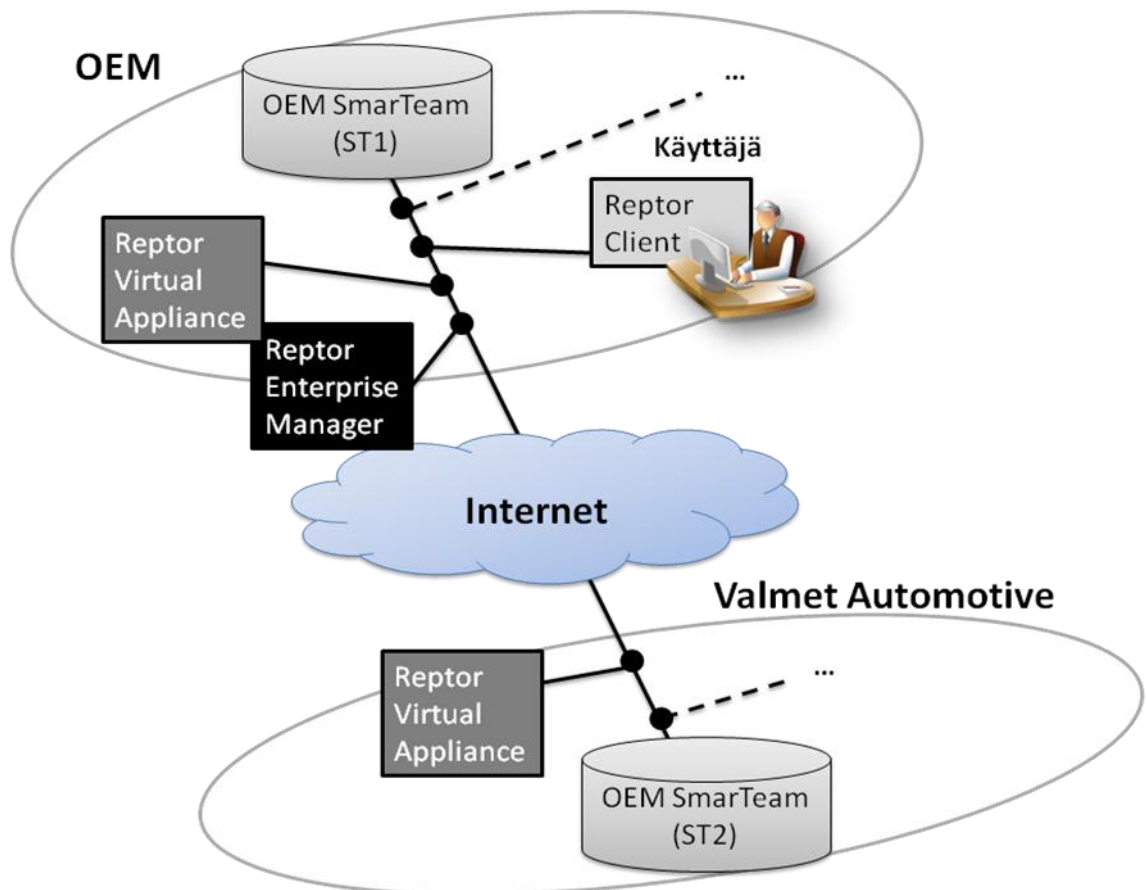 OEM
OEM SmarTeam
(ST1)
...
Käyttäjä
Reptor
Client
Reptor
Virtual
Appliance
Reptor
Enterprise
Manager
Internet
Valmet Automotive
Reptor
Virtual
Appliance
...
OEM SmarTeam
(ST2)